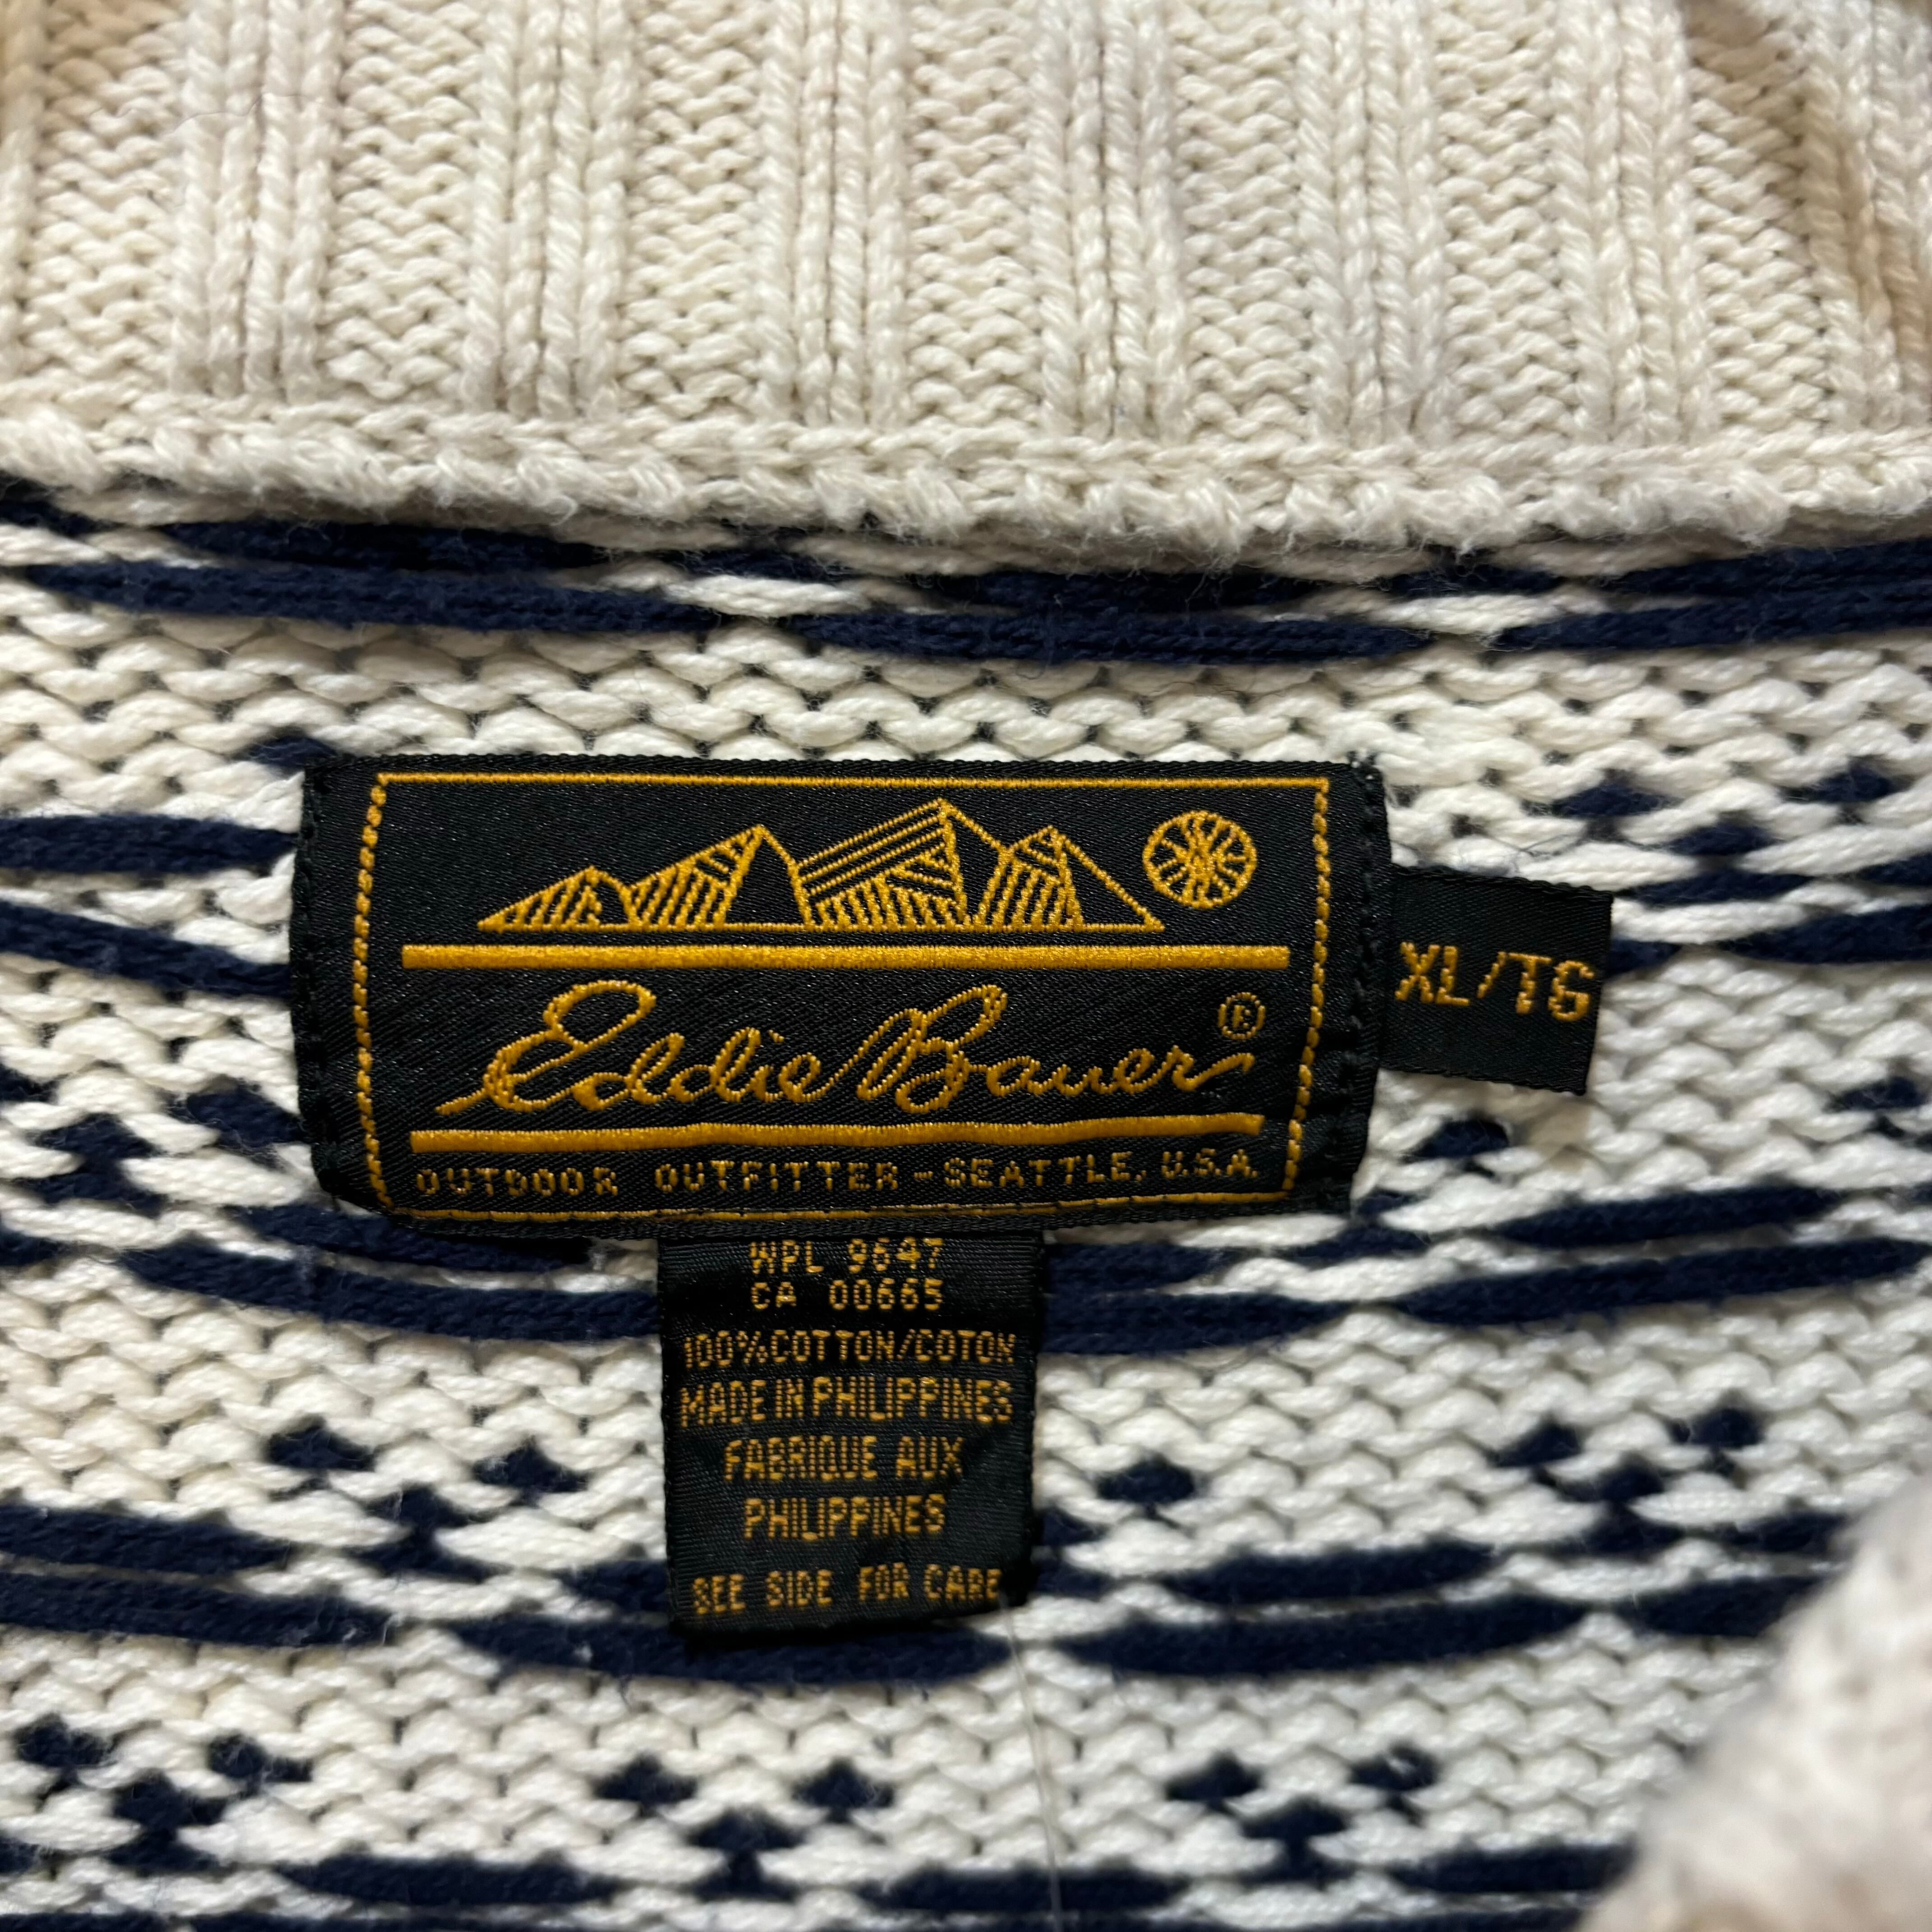 Eddie Bauer®
OUTDOOR OUTFITTER - SEATTLE, U.S.A.
XL/TG
WPL 9647
CA 00665
100% COTTON/COTON
MADE IN PHILIPPINES
FABRIQUE AUX
PHILIPPINES
SEE SIDE FOR CARE